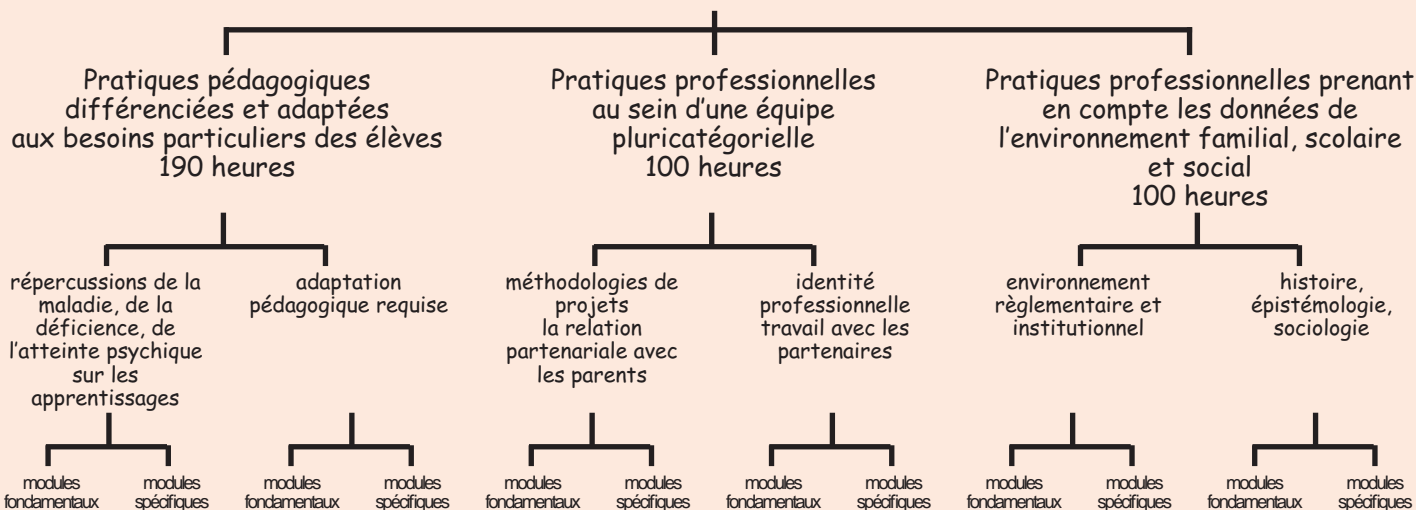 Pratiques pédagogiques
différenciées et adaptées
aux besoins particuliers des élèves
190 heures
Pratiques professionnelles
au sein d'une équipe
pluricatégorielle
100 heures
Pratiques professionnelles prenant
en compte les données de
l'environnement familial, scolaire
et social
100 heures
répercussions de la
maladie, de la
déficience, de
l'atteinte psychique
sur les
apprentissages
adaptation
pédagogique requise
méthodologies de
projets
la relation
partenariale avec
les parents
identité
professionnelle
travail avec les
partenaires
environnement
règlementaire et
institutionnel
histoire,
épistémologie,
sociologie
modules
fondamentaux
modules
spécifiques
modules
fondamentaux
modules
spécifiques
modules
fondamentaux
modules
spécifiques
modules
fondamentaux
modules
spécifiques
modules
fondamentaux
modules
spécifiques
modules
fondamentaux
modules
spécifiques